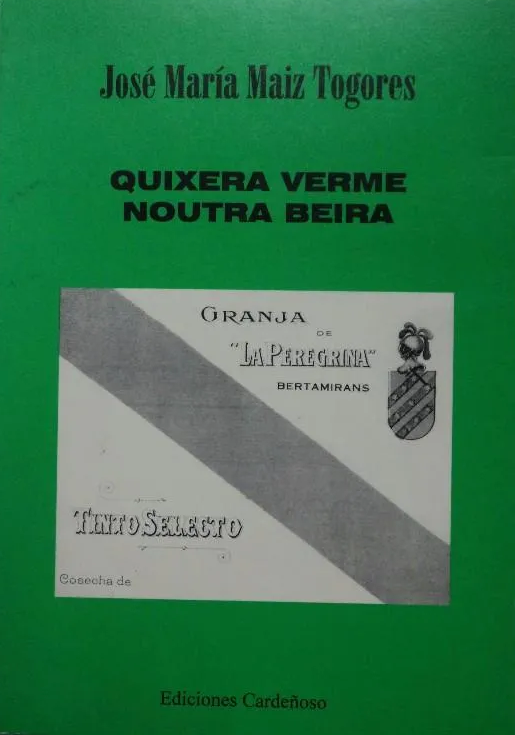 José María Maiz Togores
QUIXERA VERME
NOUTRA BEIRA
GRANJA
DE
"LA PEREGRINA"
BERTAMIRANS
TINTO SELECTO
Cosecha de
Ediciones Cardeñoso